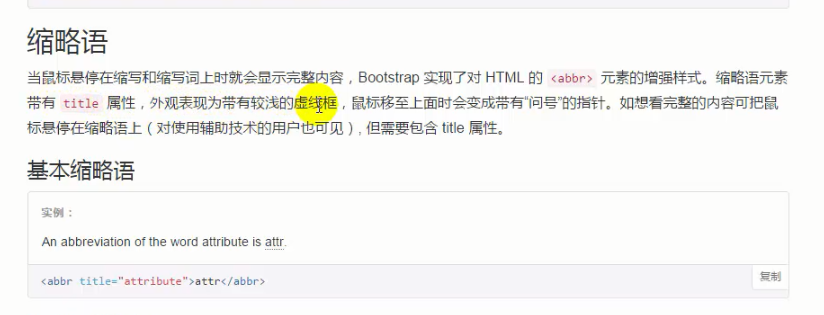 缩略语
当鼠标悬停在缩写和缩写词上时就会显示完整内容，Bootstrap 实现了对 HTML 的 <abbr> 元素的增强样式。缩略语元素
带有 title 属性，外观表现为带有较浅的虚线框，鼠标移至上面时会变成带有“问号”的指针。如想看完整的内容可把鼠
标悬停在缩略语上（对使用辅助技术的用户也可见）, 但需要包含 title 属性。
基本缩略语
实例：
An abbreviation of the word attribute is attr.
<abbr title="attribute">attr</abbr>
复制